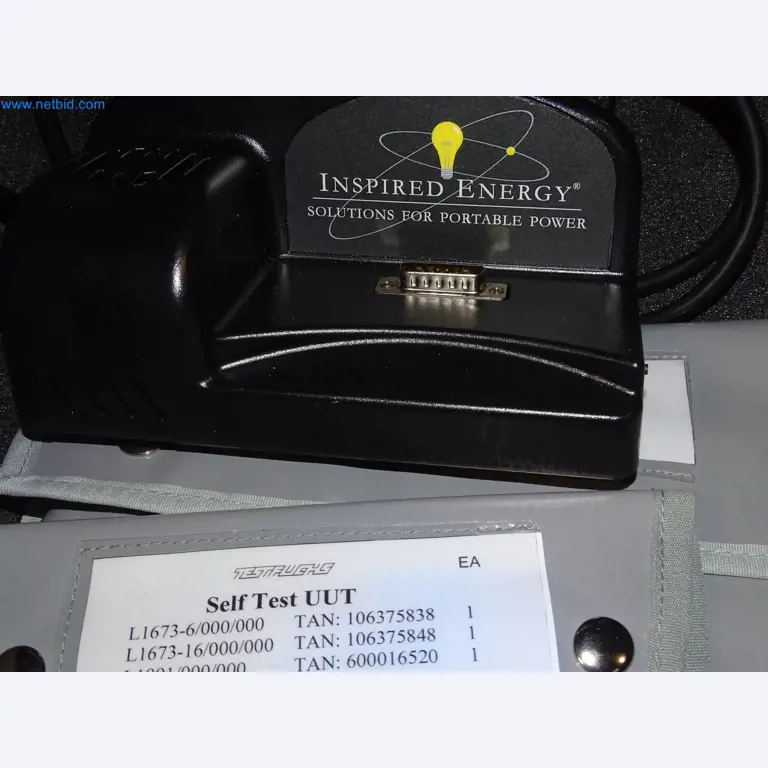 www.netbid.com
INSPIRED ENERGY®
SOLUTIONS FOR PORTABLE POWER
TESTFUCHS EA
Self Test UUT
L1673-6/000/000 TAN: 106375838 1
L1673-16/000/000 TAN: 106375848 1
TAN: 600016520 1